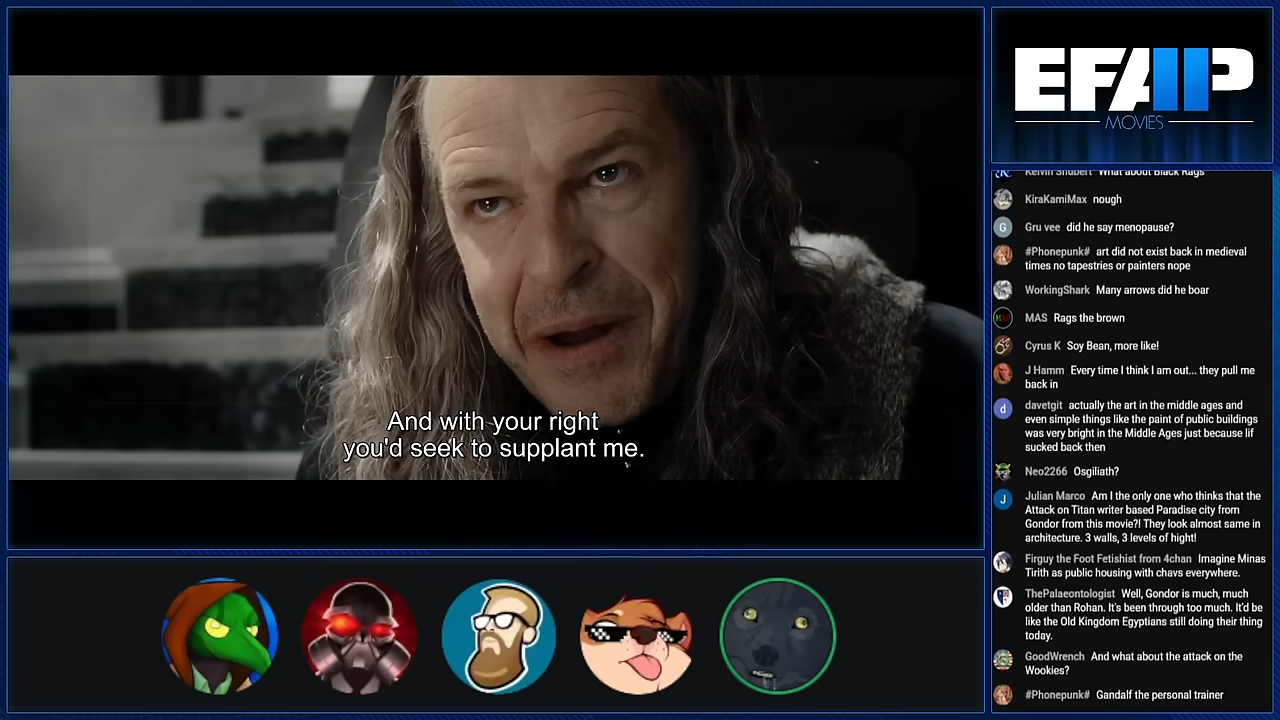 EFAP
MOVIES
And with your right
you'd seek to supplant me.
Kelvin Shubert What about Black Rags
KiraKamiMax nough
Gru vee did he say menopause?
#Phonepunk# art did not exist back in medieval
times no tapestries or painters nope
WorkingShark Many arrows did he boar
MAS Rags the brown
Cyrus K Soy Bean, more like!
J Hamm Every time I think I am out... they pull me
back in
davetgit actually the art in the middle ages and
even simple things like the paint of public buildings
was very bright in the Middle Ages just because lif
sucked back then
Neo2266 Osgiliath?
Julian Marco Am I the only one who thinks that the
Attack on Titan writer based Paradise city from
Gondor from this movie?! They look almost same in
architecture. 3 walls, 3 levels of hight!
Firguy the Foot Fetishist from 4chan Imagine Minas
Tirith as public housing with chavs everywhere.
ThePalaeontologist Well, Gondor is much, much
older than Rohan. It's been through too much. It'd be
like the Old Kingdom Egyptians still doing their thing
today.
GoodWrench And what about the attack on the
Wookies?
#Phonepunk# Gandalf the personal trainer
G
MAS
d
J